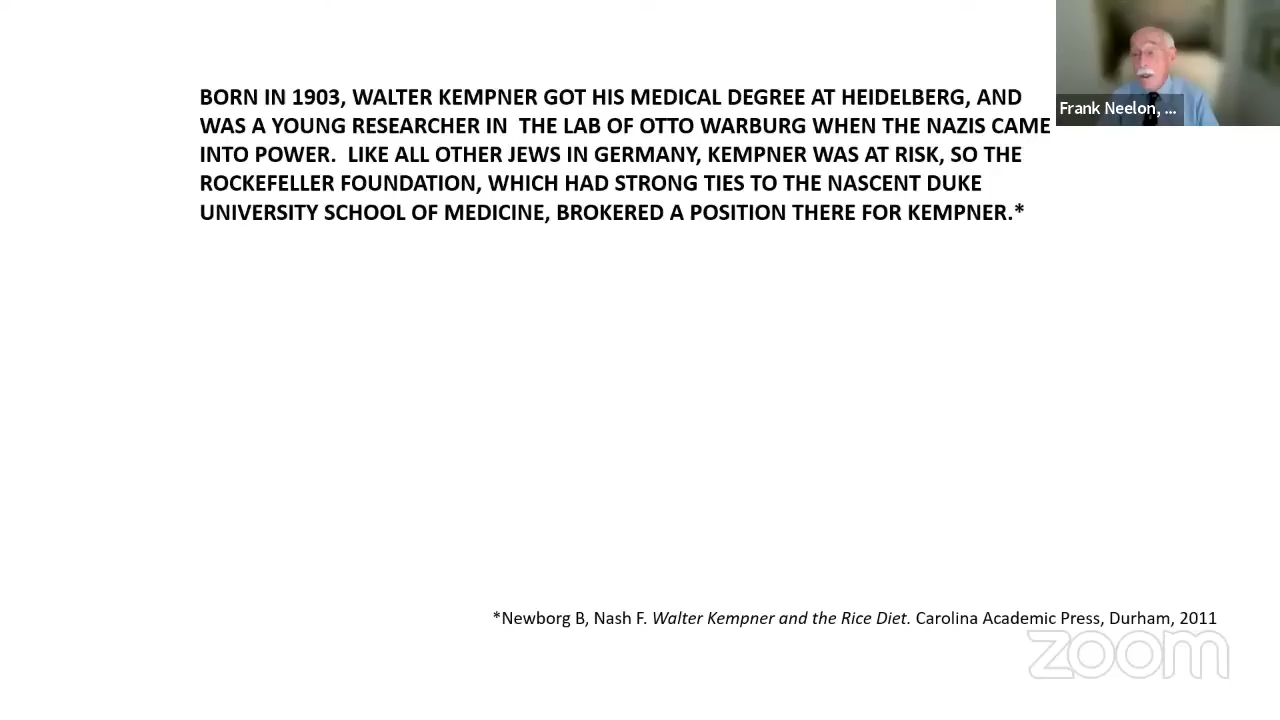 BORN IN 1903, WALTER KEMPNER GOT HIS MEDICAL DEGREE AT HEIDELBERG, AND
WAS A YOUNG RESEARCHER IN THE LAB OF OTTO WARBURG WHEN THE NAZIS CAME
INTO POWER. LIKE ALL OTHER JEWS IN GERMANY, KEMPNER WAS AT RISK, SO THE
ROCKEFELLER FOUNDATION, WHICH HAD STRONG TIES TO THE NASCENT DUKE
UNIVERSITY SCHOOL OF MEDICINE, BROKERED A POSITION THERE FOR KEMPNER.*
Frank Neelon, ...
*Newborg B, Nash F. Walter Kempner and the Rice Diet. Carolina Academic Press, Durham, 2011
zoom